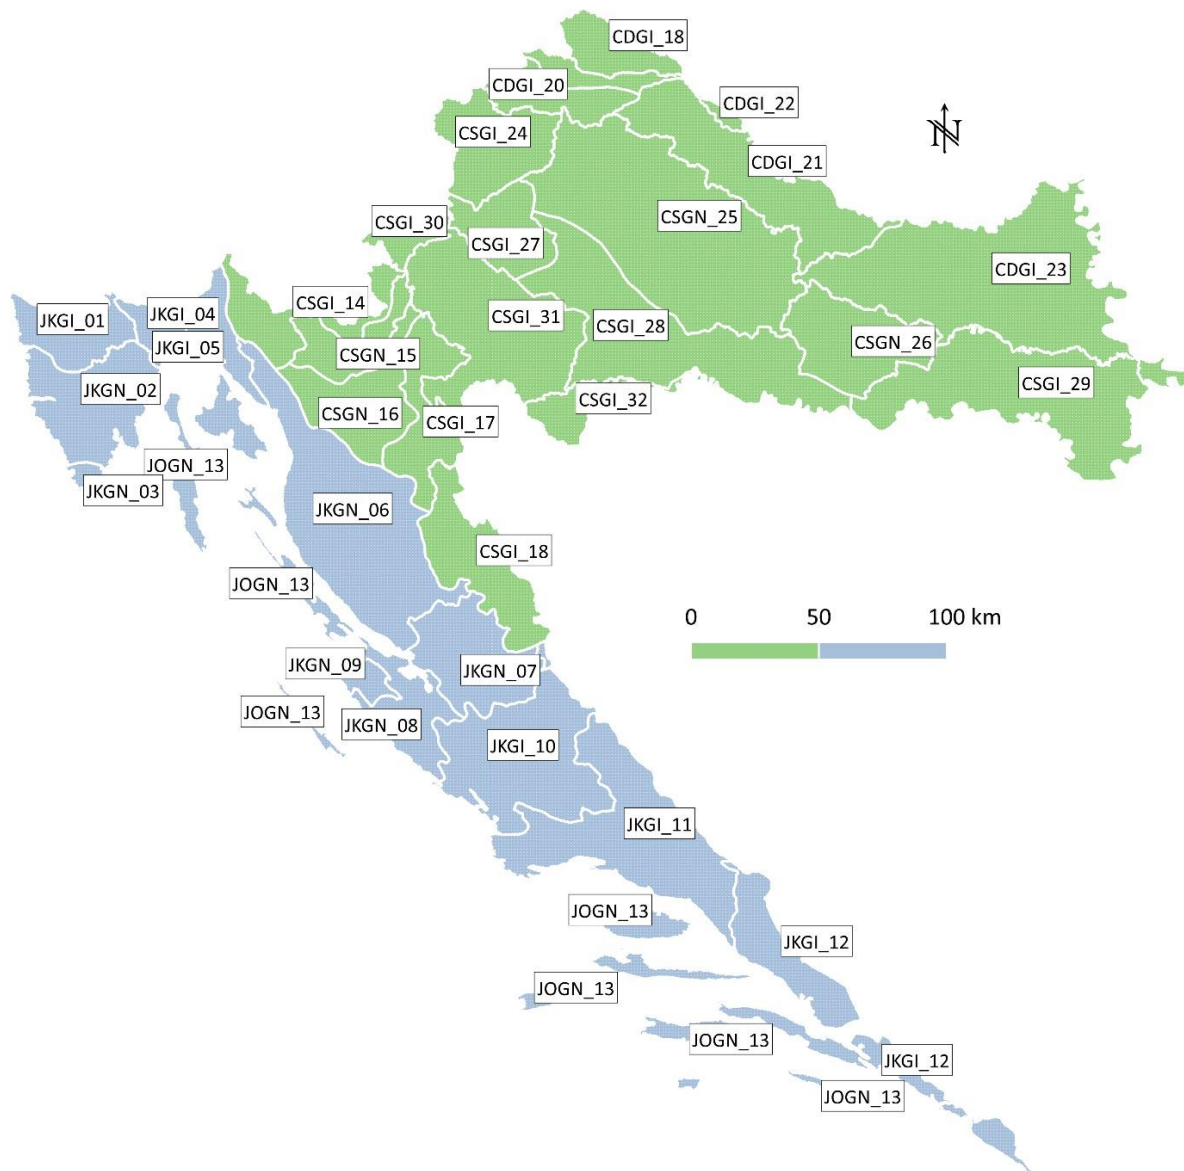 CDGI_18
CDGI_20
CDGI_22
CSGI_24
N
CDGI_21
CSGN_25
CSGI_30
CSGI_27
CDGI_23
CSGI_14
JKGI_04
JKGI_01
CSGI_31
CSGI_28
JKGI_05
CSGN_15
CSGN_26
CSGI_29
JKGN_02
CSGI_32
CSGN_16
CSGI_17
JOGN_13
JKGN_03
JKGN_06
CSGI_18
JOGN_13
0 50 100 km
JKGN_09
JKGN_07
JOGN_13
JKGN_08
JKGI_10
JKGI_11
JOGN_13
JKGI_12
JOGN_13
JOGN_13
JKGI_12
JOGN_13